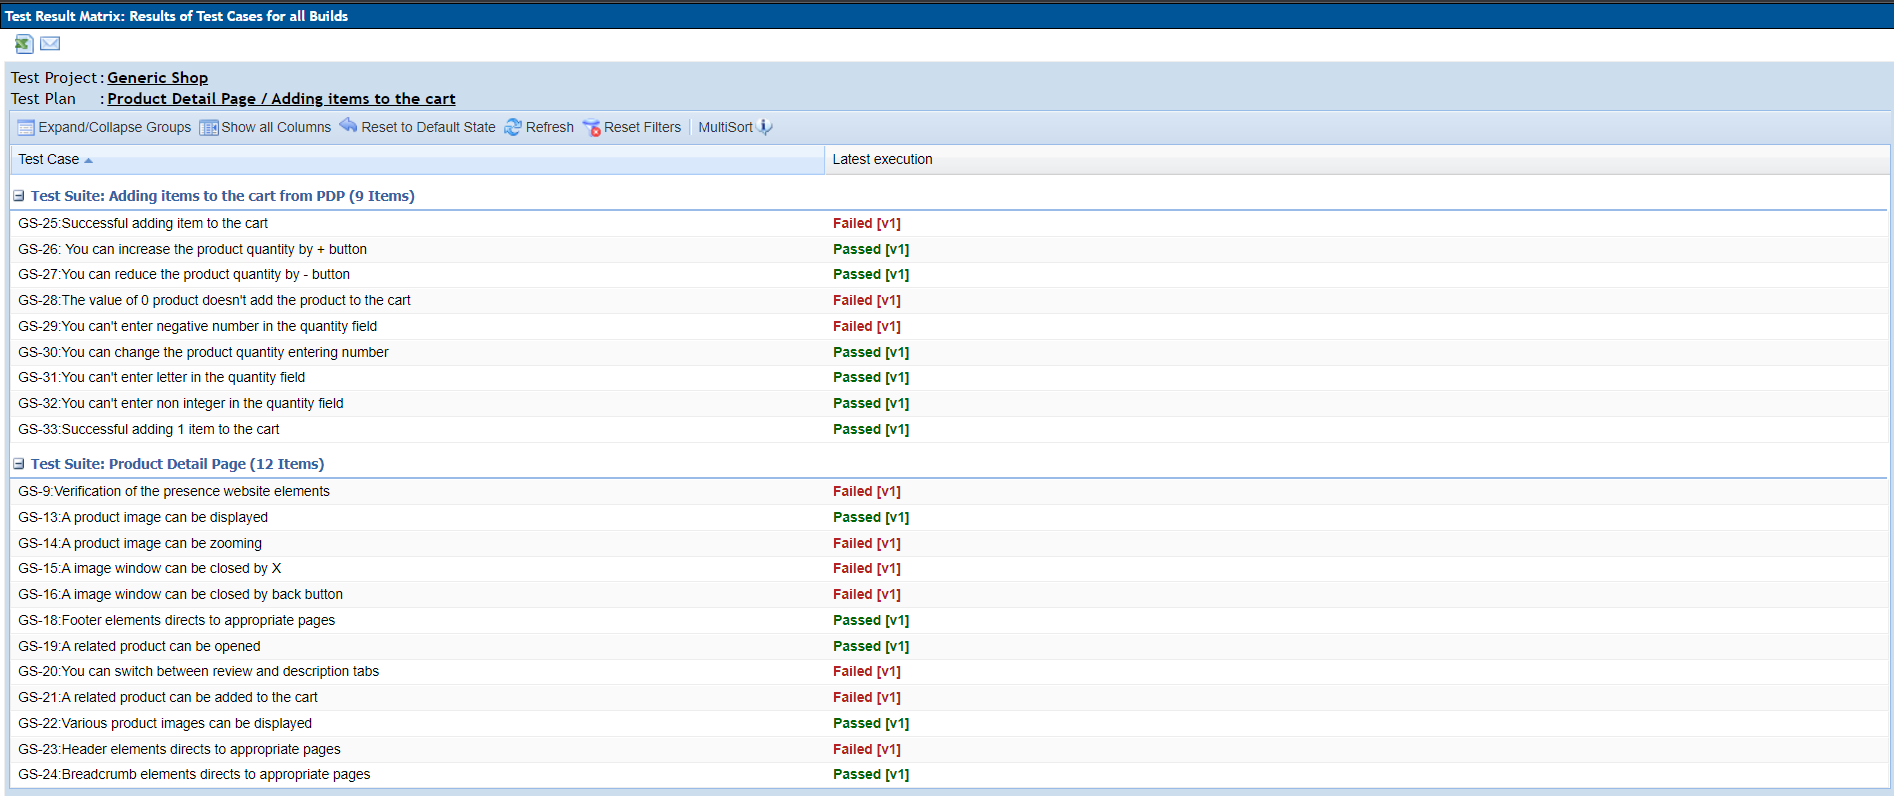 Test Result Matrix: Results of Test Cases for all Builds
Test Project : Generic Shop
Test Plan : Product Detail Page / Adding items to the cart
Expand/Collapse Groups Show all Columns Reset to Default State Refresh Reset Filters MultiSort
Test Case Latest execution
Test Suite: Adding items to the cart from PDP (9 Items)
GS-25:Successful adding item to the cart Failed [v1]
GS-26: You can increase the product quantity by + button Passed [v1]
GS-27:You can reduce the product quantity by - button Passed [v1]
GS-28:The value of 0 product doesn't add the product to the cart Failed [v1]
GS-29:You can't enter negative number in the quantity field Failed [v1]
GS-30:You can change the product quantity entering number Passed [v1]
GS-31:You can't enter letter in the quantity field Passed [v1]
GS-32:You can't enter non integer in the quantity field Passed [v1]
GS-33:Successful adding 1 item to the cart Passed [v1]
Test Suite: Product Detail Page (12 Items)
GS-9:Verification of the presence website elements Failed [v1]
GS-13:A product image can be displayed Passed [v1]
GS-14:A product image can be zooming Failed [v1]
GS-15:A image window can be closed by X Failed [v1]
GS-16:A image window can be closed by back button Failed [v1]
GS-18:Footer elements directs to appropriate pages Passed [v1]
GS-19:A related product can be opened Passed [v1]
GS-20:You can switch between review and description tabs Failed [v1]
GS-21:A related product can be added to the cart Failed [v1]
GS-22:Various product images can be displayed Passed [v1]
GS-23:Header elements directs to appropriate pages Failed [v1]
GS-24:Breadcrumb elements directs to appropriate pages Passed [v1]